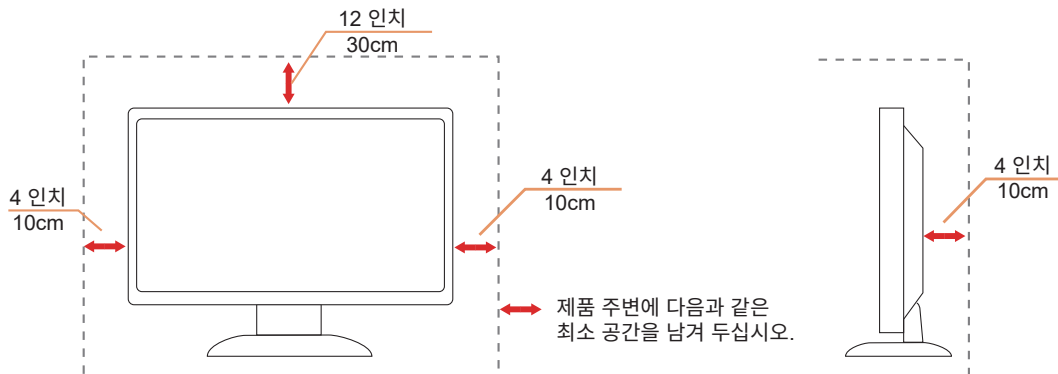 12 인치
30cm
4 인치
10cm
4 인치
10cm
4 인치
10cm
제품 주변에 다음과 같은
최소 공간을 남겨 두십시오.